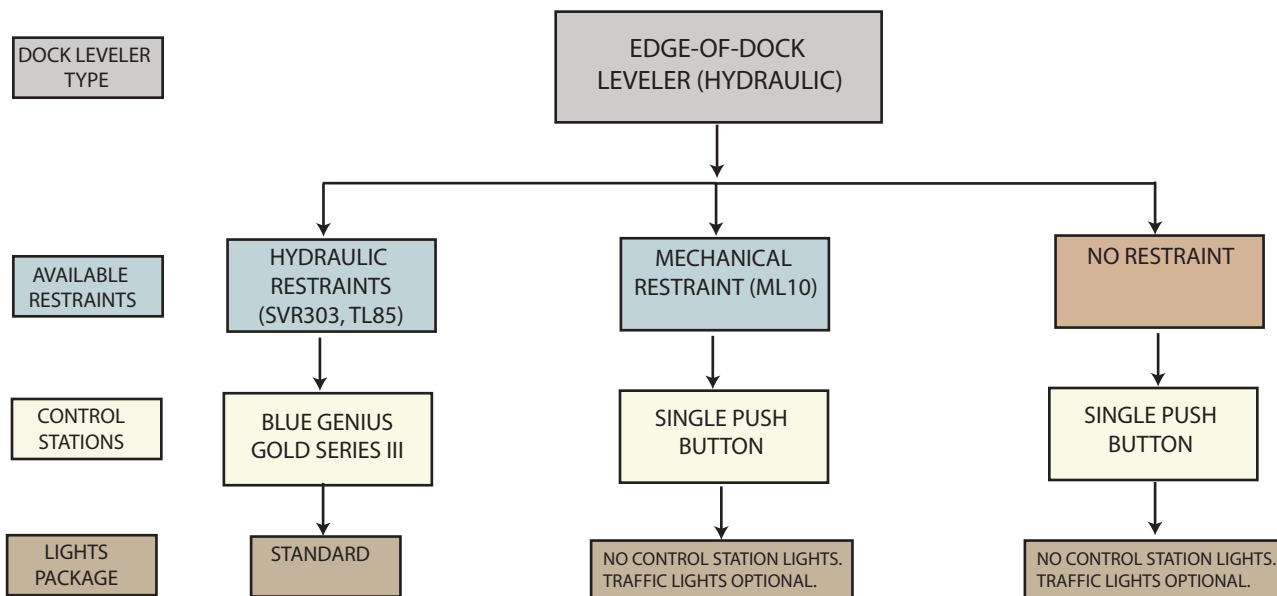 DOCK LEVELER
TYPE
EDGE-OF-DOCK
LEVELER (HYDRAULIC)
AVAILABLE
RESTRAINTS
HYDRAULIC
RESTRAINTS
(SVR303, TL85)
MECHANICAL
RESTRAINT (ML10)
NO RESTRAINT
CONTROL
STATIONS
BLUE GENIUS
GOLD SERIES III
SINGLE PUSH
BUTTON
SINGLE PUSH
BUTTON
LIGHTS
PACKAGE
STANDARD
NO CONTROL STATION LIGHTS.
TRAFFIC LIGHTS OPTIONAL.
NO CONTROL STATION LIGHTS.
TRAFFIC LIGHTS OPTIONAL.